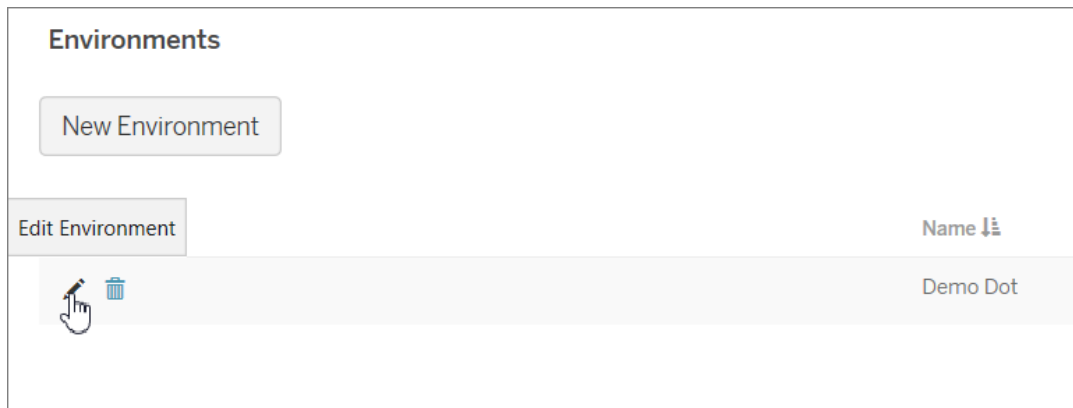 Environments
New Environment
Edit Environment
Name
Demo Dot